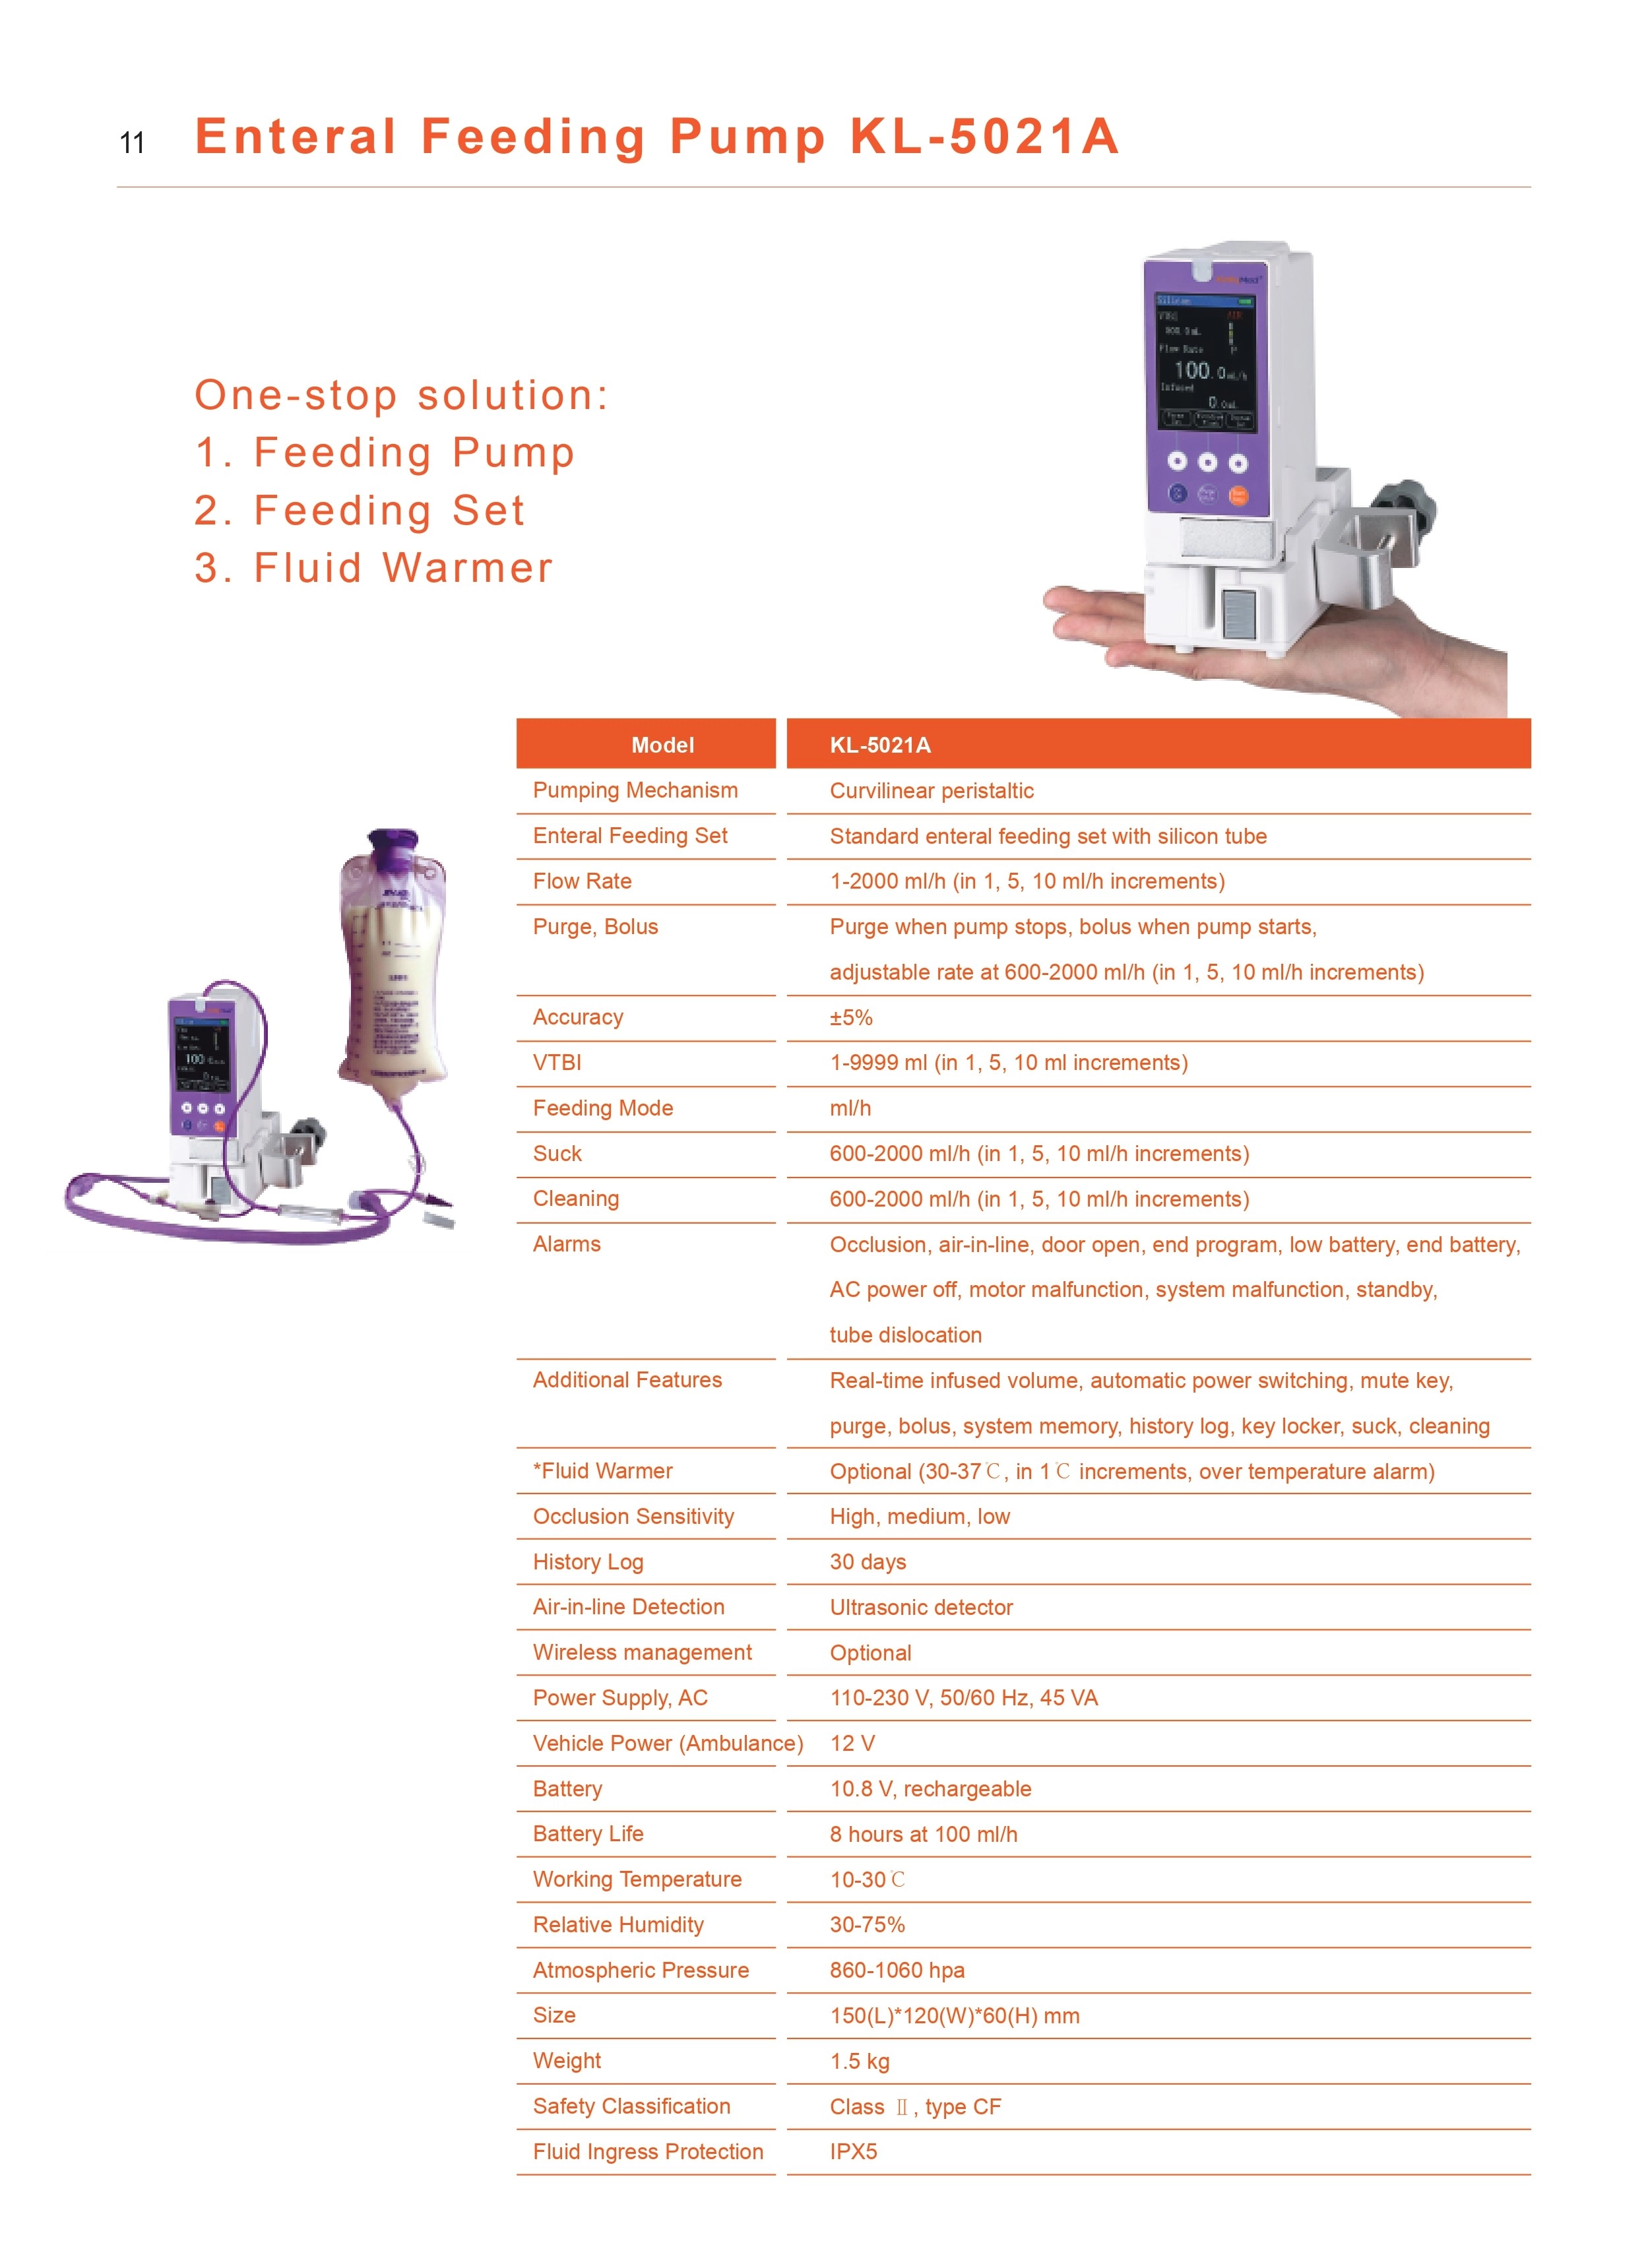 11 Enteral Feeding Pump KL-5021A
One-stop solution:
1. Feeding Pump
2. Feeding Set
3. Fluid Warmer
AIR
Flow Rate
100.0mL/h
Infused
0.0mL
Model KL-5021A
Pumping Mechanism Curvilinear peristaltic
Enteral Feeding Set Standard enteral feeding set with silicon tube
Flow Rate 1-2000 ml/h (in 1, 5, 10 ml/h increments)
Purge, Bolus Purge when pump stops, bolus when pump starts,
adjustable rate at 600-2000 ml/h (in 1, 5, 10 ml/h increments)
Accuracy ±5%
VTBI 1-9999 ml (in 1, 5, 10 ml increments)
Feeding Mode ml/h
Suck 600-2000 ml/h (in 1, 5, 10 ml/h increments)
Cleaning 600-2000 ml/h (in 1, 5, 10 ml/h increments)
Alarms Occlusion, air-in-line, door open, end program, low battery, end battery,
AC power off, motor malfunction, system malfunction, standby,
tube dislocation
Additional Features Real-time infused volume, automatic power switching, mute key,
purge, bolus, system memory, history log, key locker, suck, cleaning
*Fluid Warmer Optional (30-37℃, in 1℃ increments, over temperature alarm)
Occlusion Sensitivity High, medium, low
History Log 30 days
Air-in-line Detection Ultrasonic detector
Wireless management Optional
Power Supply, AC 110-230 V, 50/60 Hz, 45 VA
Vehicle Power (Ambulance) 12 V
Battery 10.8 V, rechargeable
Battery Life 8 hours at 100 ml/h
Working Temperature 10-30℃
Relative Humidity 30-75%
Atmospheric Pressure 860-1060 hpa
Size 150(L)*120(W)*60(H) mm
Weight 1.5 kg
Safety Classification Class Ⅱ, type CF
Fluid Ingress Protection IPX5